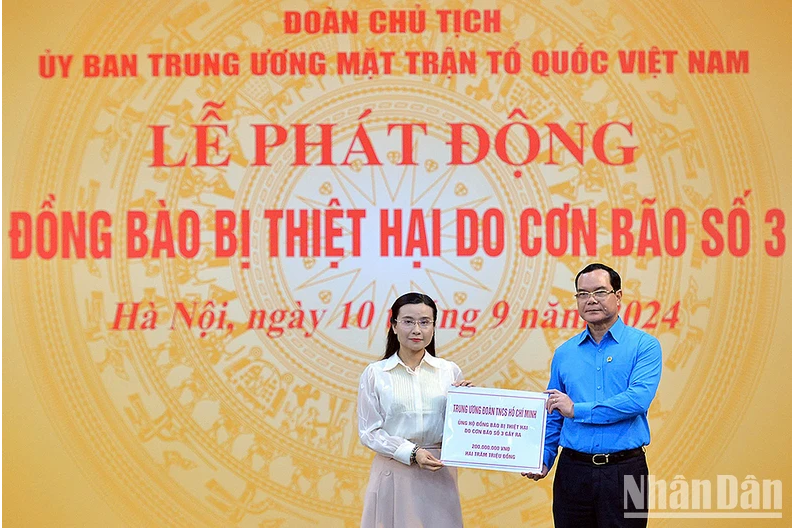 ĐOÀN CHỦ TỊCH
ỦY BAN TRUNG ƯƠNG MẶT TRẬN TỔ QUỐC VIỆT NAM
LỄ PHÁT ĐỘNG
ĐỒNG BÀO BỊ THIỆT HẠI DO CƠN BÃO SỐ 3
Hà Nội, ngày 10 tháng 9 năm 2024
TRUNG ƯƠNG ĐOÀN TNCS HỒ CHÍ MINH
ỦNG HỘ ĐỒNG BÀO BỊ THIỆT HẠI
DO CƠN BÃO SỐ 3 GÂY RA
200.000.000 VNĐ
HAI TRĂM TRIỆU ĐỒNG
NhânDân